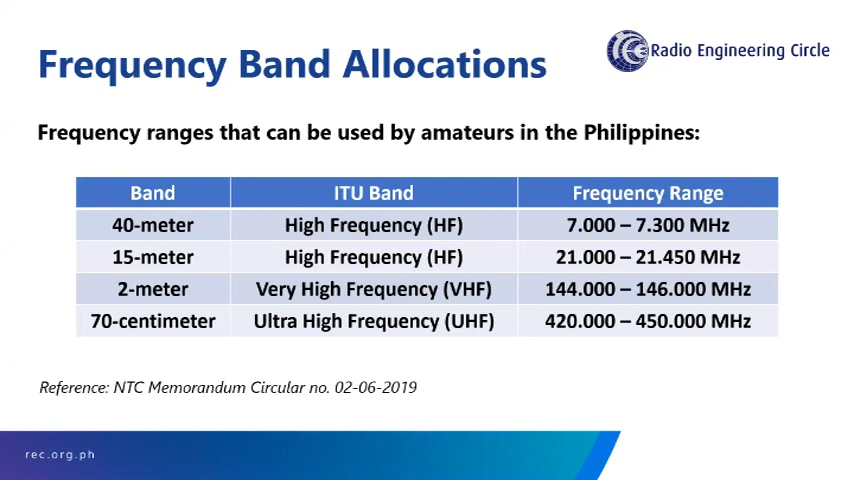 Radio Engineering Circle
Frequency Band Allocations
Frequency ranges that can be used by amateurs in the Philippines:
Band ITU Band Frequency Range
40-meter High Frequency (HF) 7.000 – 7.300 MHz
15-meter High Frequency (HF) 21.000 – 21.450 MHz
2-meter Very High Frequency (VHF) 144.000 – 146.000 MHz
70-centimeter Ultra High Frequency (UHF) 420.000 – 450.000 MHz
Reference: NTC Memorandum Circular no. 02-06-2019
rec.org.ph